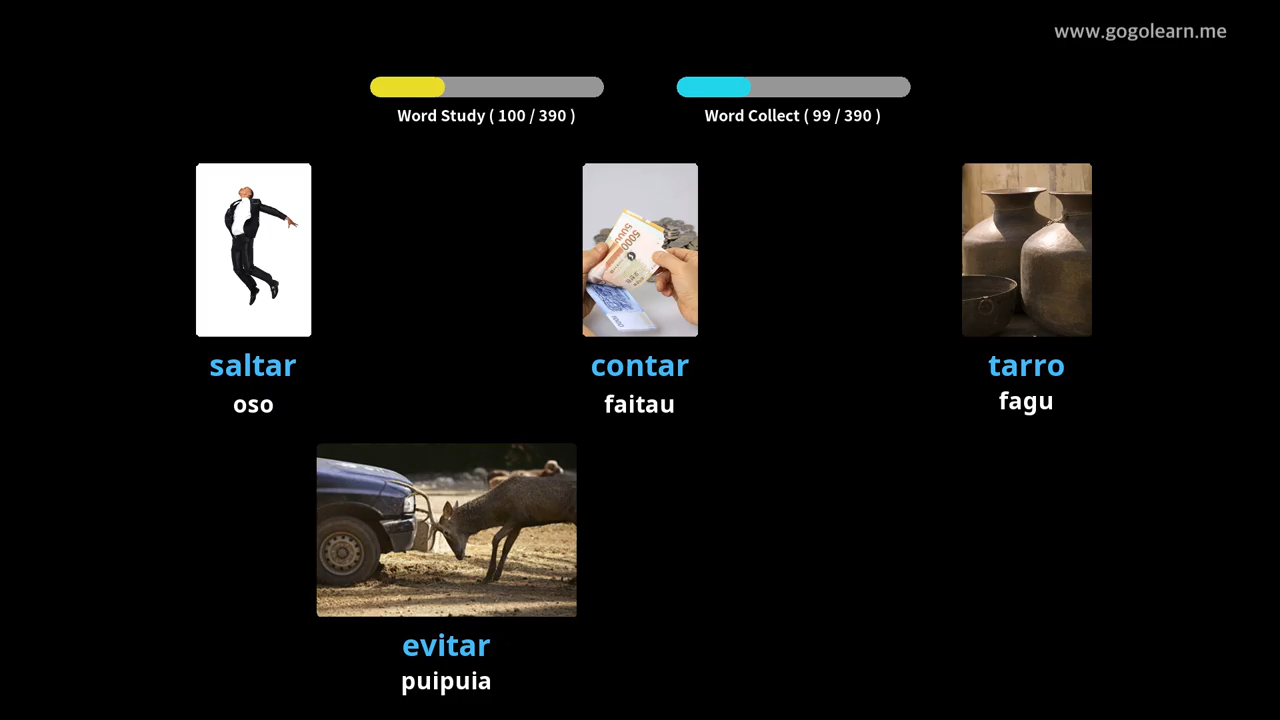 www.gogolearn.me
Word Study ( 100 / 390 )
Word Collect ( 99 / 390 )
5000
saltar
oso
contar
faitau
tarro
fagu
evitar
puipuia